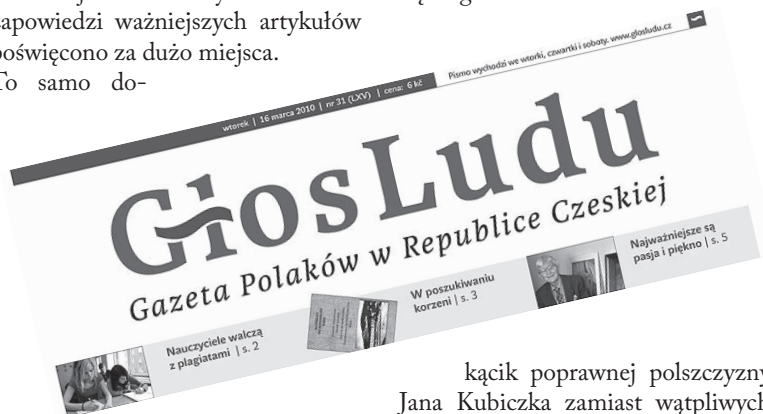 zapowiedzi ważniejszych artykułów
poświęcono za dużo miejsca.
To samo do-
wtorek | 16 marca 2010 | nr 31 (LXV) | cena: 6 kč
Pismo wychodzi we wtorki, czwartki i soboty. www.glosludu.cz
GłosLudu
Gazeta Polaków w Republice Czeskiej
Nauczyciele walczą
z plagiatami | s. 2
W poszukiwaniu
korzeni | s. 3
Najważniejsze są
pasja i piękno | s. 5
kącik poprawnej polszczyzny
Jana Kubiczka zamiast wątpliwych